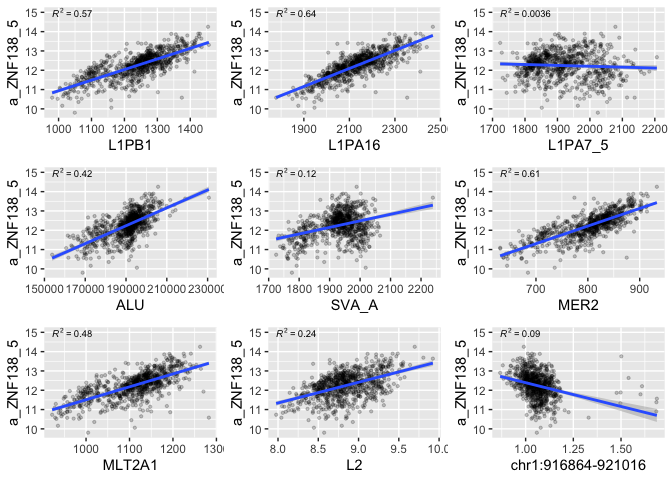 R² = 0.57
a_ZNF138_5
15
14
13
12
11
10
1000 1100 1200 1300 1400
L1PB1
R² = 0.64
a_ZNF138_5
15
14
13
12
11
10
1900 2100 2300 250
L1PA16
R² = 0.0036
a_ZNF138_5
15
14
13
12
11
10
1700 1800 1900 2000 2100 2200
L1PA7_5
R² = 0.42
a_ZNF138_5
15
14
13
12
11
10
150000 170000 190000 210000 230000
ALU
R² = 0.12
a_ZNF138_5
15
14
13
12
11
10
1700 1800 1900 2000 2100 2200
SVA_A
R² = 0.61
a_ZNF138_5
15
14
13
12
11
10
700 800 900
MER2
R² = 0.48
a_ZNF138_5
15
14
13
12
11
10
1000 1100 1200 1300
MLT2A1
R² = 0.24
a_ZNF138_5
15
14
13
12
11
10
8.0 8.5 9.0 9.5 10.0
L2
R² = 0.09
a_ZNF138_5
15
14
13
12
11
10
1.00 1.25 1.50
chr1:916864-921016